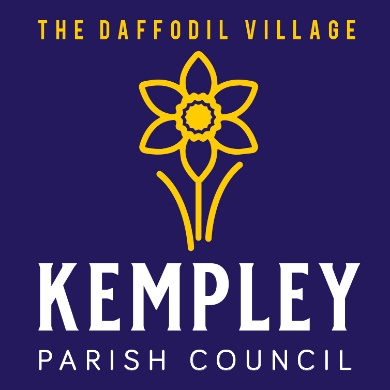 THE DAFFODIL VILLAGE
KEMPLEY
PARISH COUNCIL